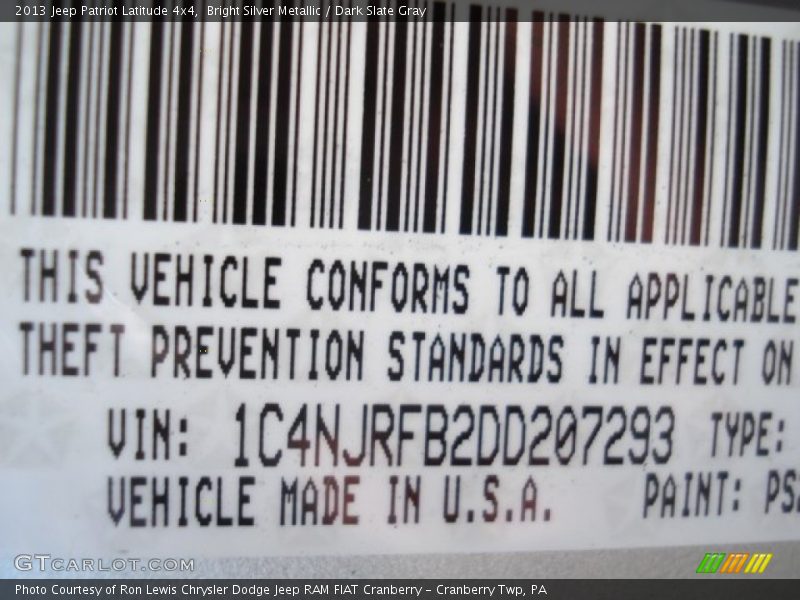 2013 Jeep Patriot Latitude 4x4,  Bright Silver Metallic / Dark Slate Gray
THIS VEHICLE CONFORMS TO ALL APPLICABLE
THEFT PREVENTION STANDARDS IN EFFECT ON
VIN: 1C4NJRFB2DD207293 TYPE:
VEHICLE MADE IN U.S.A. PAINT: PS
GTCARLOT.COM
Photo Courtesy of Ron Lewis Chrysler Dodge Jeep RAM FIAT Cranberry – Cranberry Twp, PA